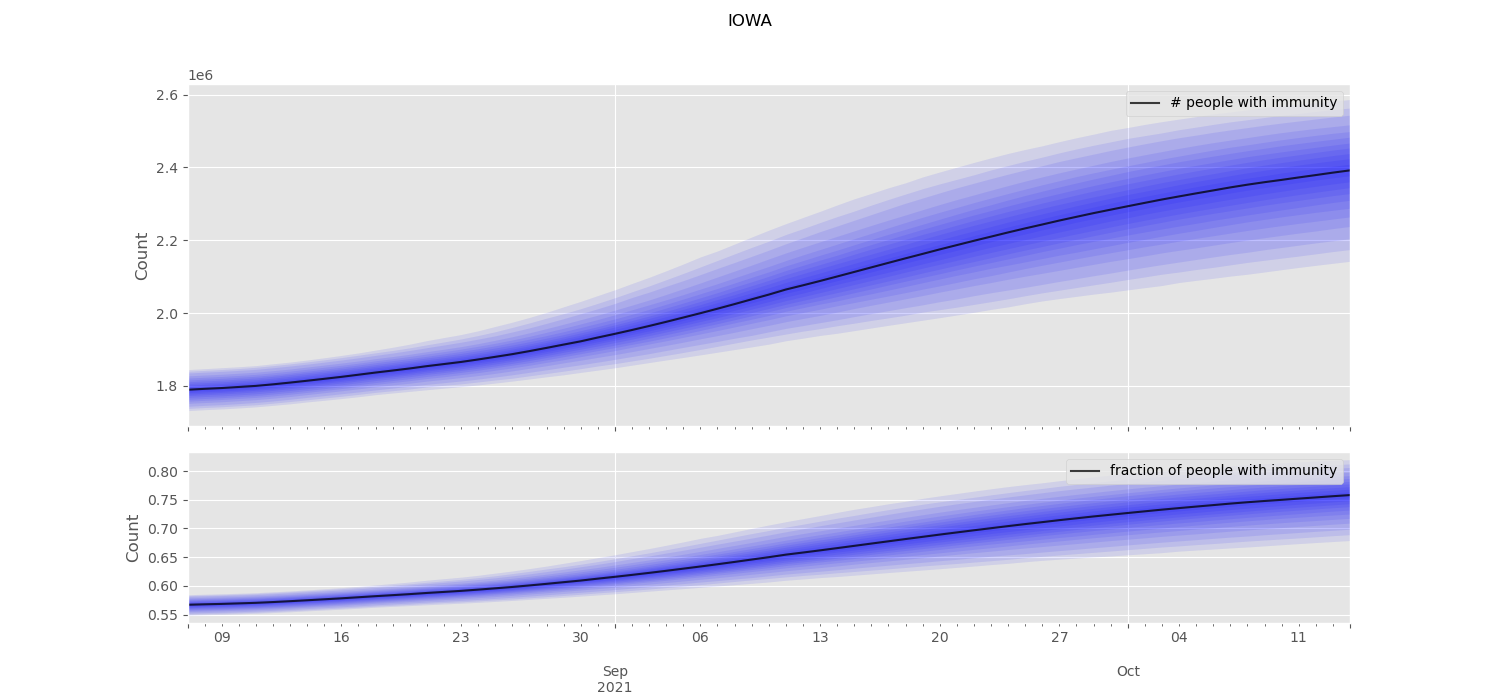 IOWA
1e6
2.6
# people with immunity
2.4
2.2
Count
2.0
1.8
0.80
fraction of people with immunity
0.75
0.70
Count
0.65
0.60
0.55
09 16 23 30 06 13 20 27 04 11
Sep Oct
2021